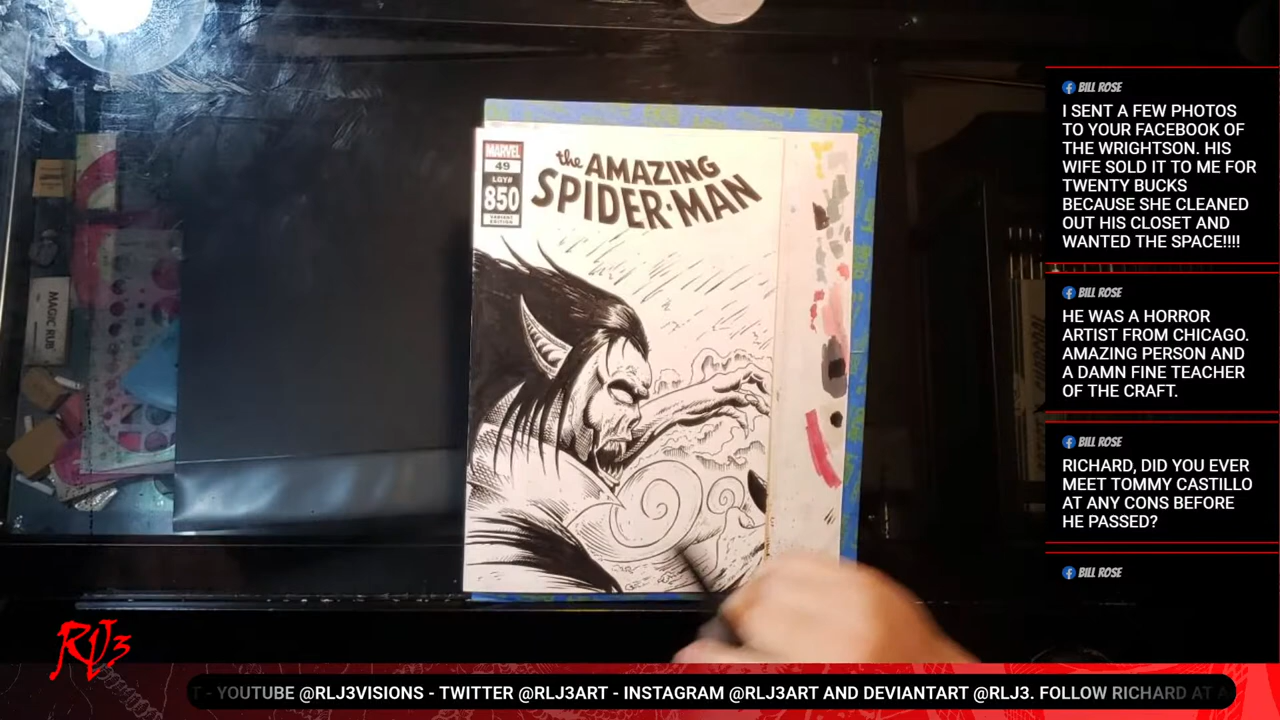 MARVEL
49
LGY#
850
VARIANT
EDITION
the AMAZING
SPIDER-MAN
MAGIC RUB
BILL ROSE
I SENT A FEW PHOTOS
TO YOUR FACEBOOK OF
THE WRIGHTSON. HIS
WIFE SOLD IT TO ME FOR
TWENTY BUCKS
BECAUSE SHE CLEANED
OUT HIS CLOSET AND
WANTED THE SPACE!!!!
BILL ROSE
HE WAS A HORROR
ARTIST FROM CHICAGO.
AMAZING PERSON AND
A DAMN FINE TEACHER
OF THE CRAFT.
BILL ROSE
RICHARD, DID YOU EVER
MEET TOMMY CASTILLO
AT ANY CONS BEFORE
HE PASSED?
BILL ROSE
RLJ3
T - YOUTUBE @RLJ3VISIONS - TWITTER @RLJ3ART - INSTAGRAM @RLJ3ART AND DEVIANTART @RLJ3. FOLLOW RICHARD AT A